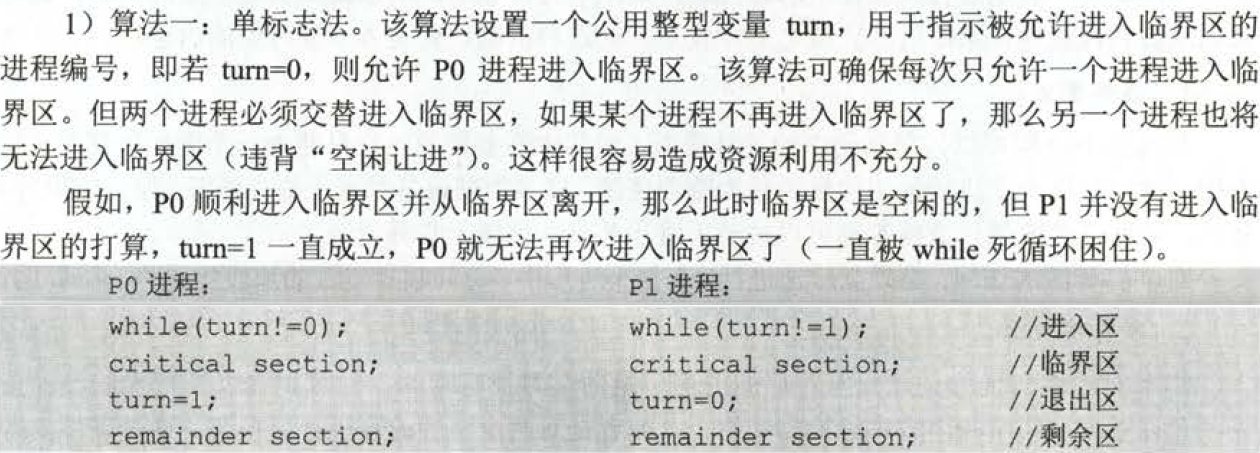 1）算法一：单标志法。该算法设置一个公用整型变量 turn，用于指示被允许进入临界区的
进程编号，即若 turn=0，则允许 P0 进程进入临界区。该算法可确保每次只允许一个进程进入临
界区。但两个进程必须交替进入临界区，如果某个进程不再进入临界区了，那么另一个进程也将
无法进入临界区（违背“空闲让进”）。这样很容易造成资源利用不充分。
假如，P0 顺利进入临界区并从临界区离开，那么此时临界区是空闲的，但 P1 并没有进入临
界区的打算，turn=1 一直成立，P0 就无法再次进入临界区了（一直被 while 死循环困住）。
P0 进程： P1 进程：
while(turn!=0); while(turn!=1); //进入区
critical section; critical section; //临界区
turn=1; turn=0; //退出区
remainder section; remainder section; //剩余区